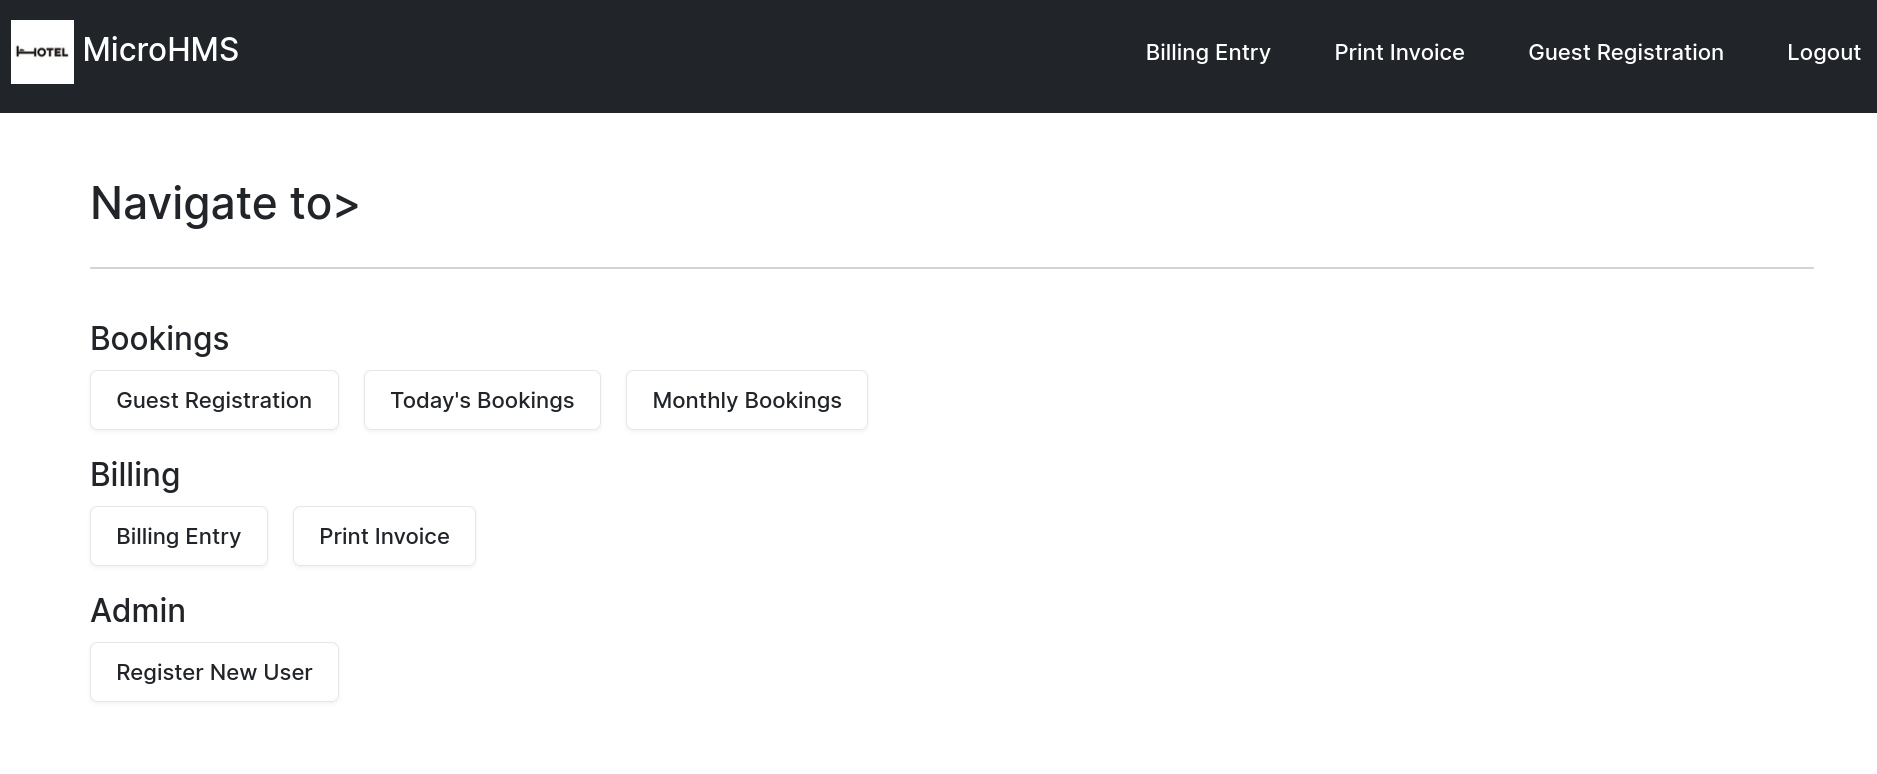 HOTEL MicroHMS Billing Entry Print Invoice Guest Registration Logout
Navigate to>
Bookings
Guest Registration Today's Bookings Monthly Bookings
Billing
Billing Entry Print Invoice
Admin
Register New User